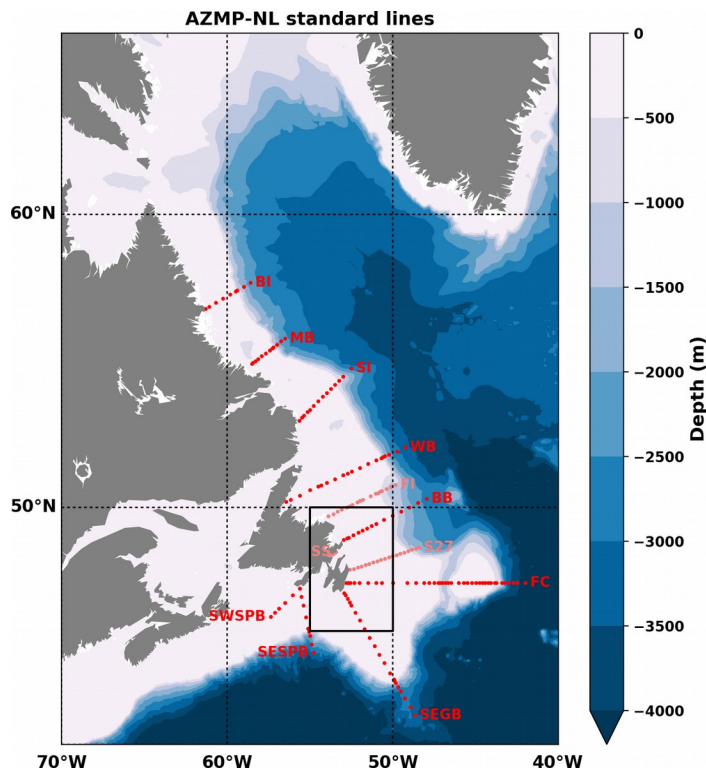 AZMP-NL standard lines
0
−500
−1000
−1500
−2000
−2500
−3000
−3500
−4000
Depth (m)
60°N
50°N
BI
MB
SI
WB
FI
BB
SS
S27
FC
SWSPB
SESPB
SEGB
70°W
60°W
50°W
40°W